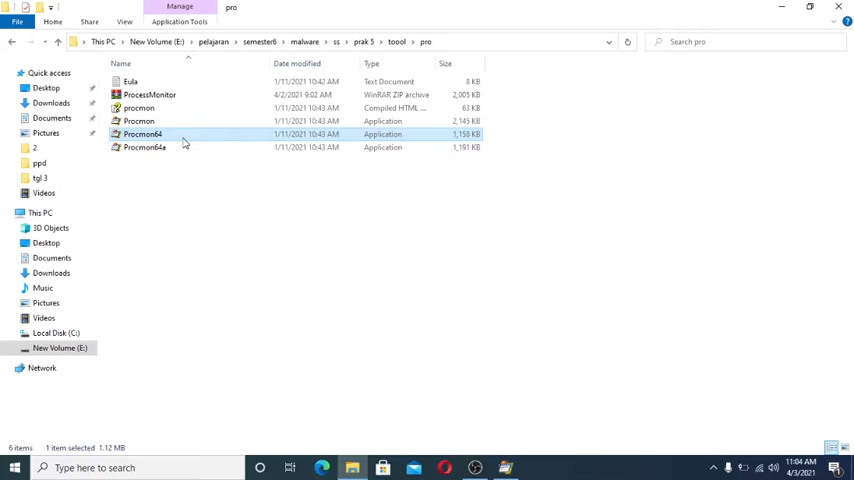 Manage
pro
File
Home
Share
View
Application Tools
This PC
New Volume (E:)
pelajaran
semester6
malware
ss
prak 5
toool
pro
Search pro
Name
Date modified
Type
Size
Quick access
Desktop
Downloads
Documents
Pictures
2
ppd
tgl 3
Videos
This PC
3D Objects
Desktop
Documents
Downloads
Music
Pictures
Videos
Local Disk (C:)
New Volume (E:)
Network
Eula 1/11/2021 10:42 AM Text Document 8 KB
ProcessMonitor 4/2/2021 9:02 AM WinRAR ZIP archive 2,005 KB
procmon 1/11/2021 10:43 AM Compiled HTML ... 63 KB
Procmon 1/11/2021 10:43 AM Application 2,145 KB
Procmon64 1/11/2021 10:43 AM Application 1,158 KB
Procmon64a 1/11/2021 10:43 AM Application 1,191 KB
6 items 1 item selected 1.12 MB
Type here to search
11:04 AM
4/3/2021